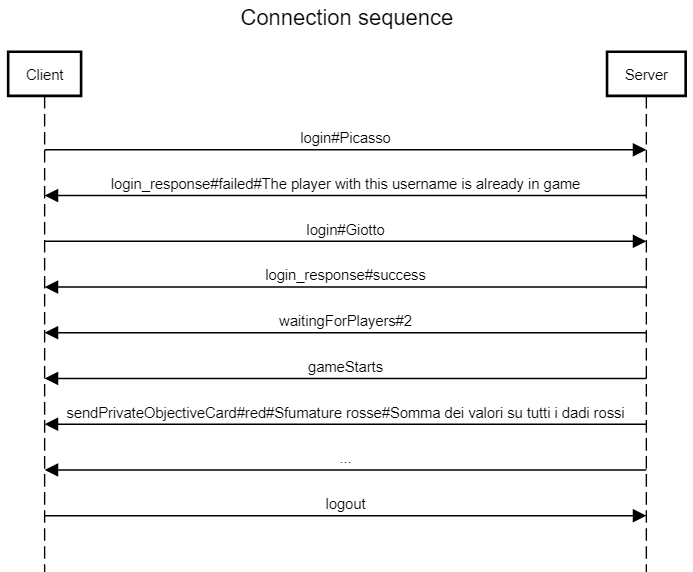 Connection sequence
Client
Server
login#Picasso
login_response#failed#The player with this username is already in game
login#Giotto
login_response#success
waitingForPlayers#2
gameStarts
sendPrivateObjectiveCard#red#Sfumature rosse#Somma dei valori su tutti i dadi rossi
...
logout